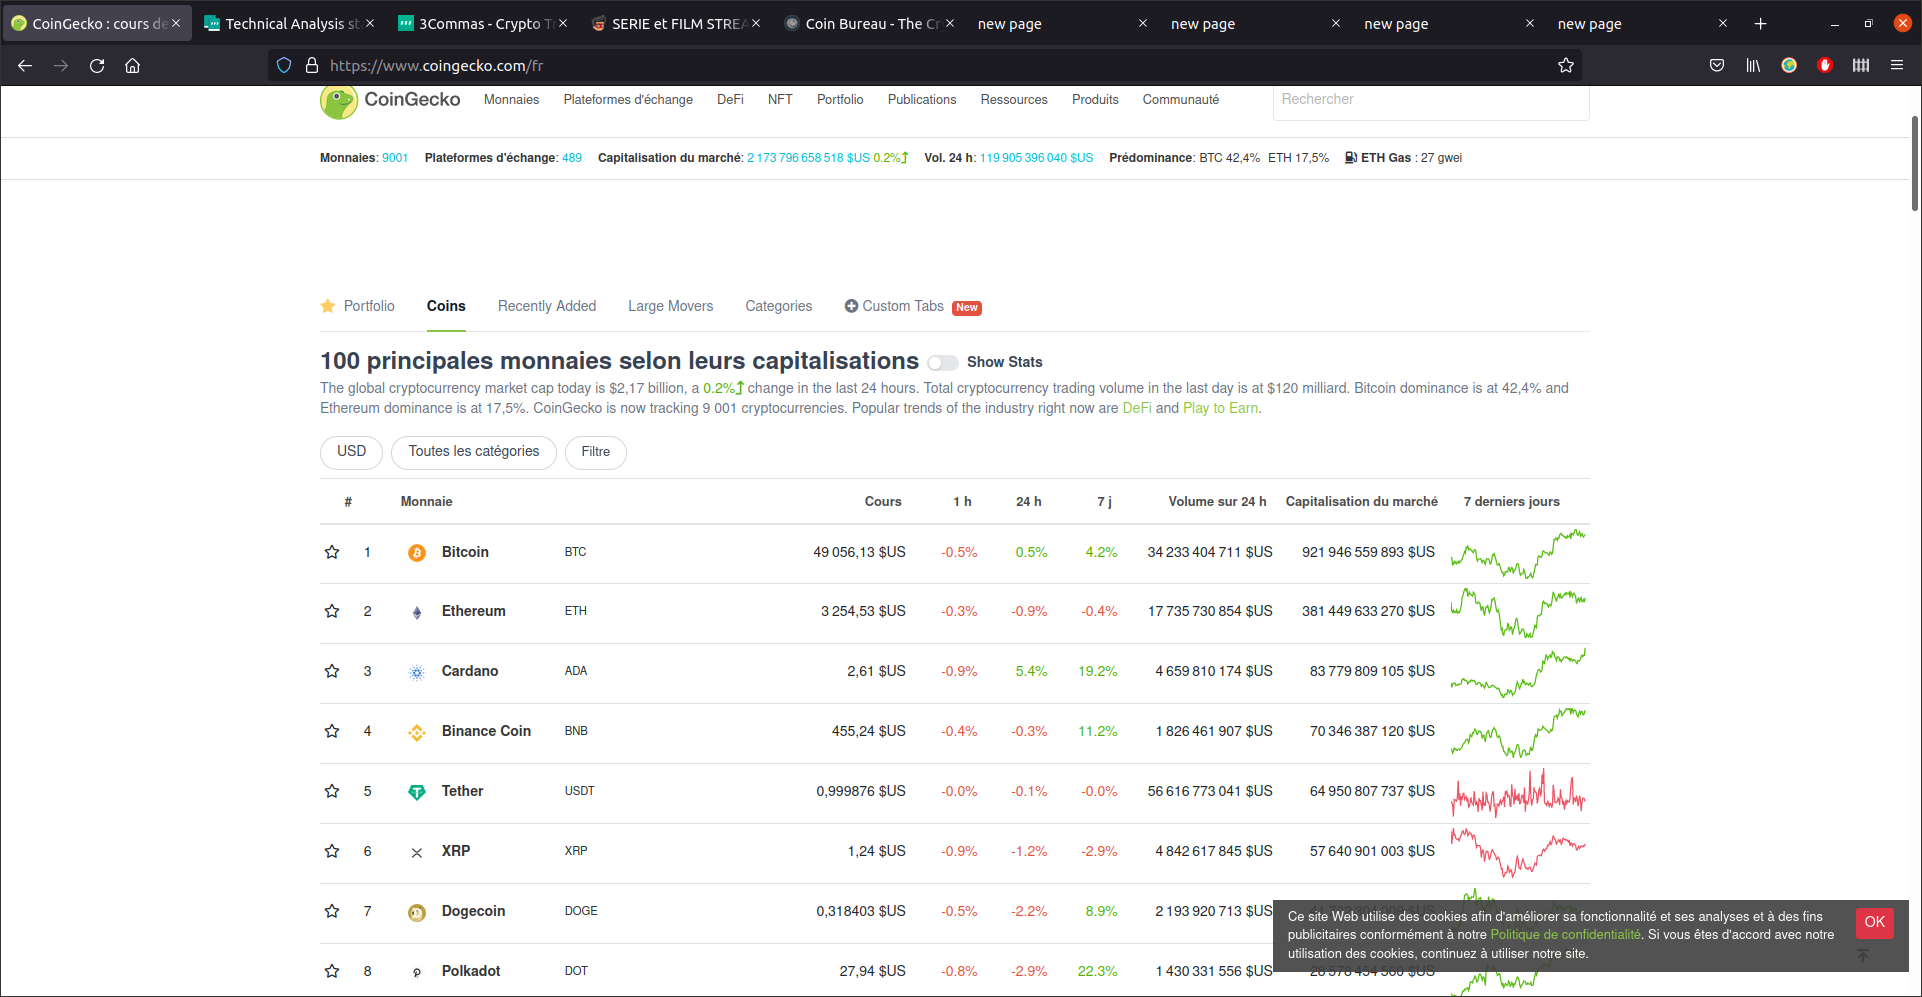 CoinGecko : cours de
Technical Analysis st
3Commas - Crypto Tr
SERIE et FILM STREA
Coin Bureau - The Cr
new page
new page
new page
new page
https://www.coingecko.com/fr
CoinGecko Monnaies Plateformes d'échange DeFi NFT Portfolio Publications Ressources Produits Communauté Rechercher
Monnaies: 9001 Plateformes d'échange: 489 Capitalisation du marché: 2 173 796 658 518 $US 0.2% Vol. 24 h: 119 905 396 040 $US Prédominance: BTC 42,4% ETH 17,5% ETH Gas : 27 gwei
Portfolio Coins Recently Added Large Movers Categories Custom Tabs New
100 principales monnaies selon leurs capitalisations Show Stats
The global cryptocurrency market cap today is $2,17 billion, a 0.2% change in the last 24 hours. Total cryptocurrency trading volume in the last day is at $120 milliard. Bitcoin dominance is at 42,4% and
Ethereum dominance is at 17,5%. CoinGecko is now tracking 9 001 cryptocurrencies. Popular trends of the industry right now are DeFi and Play to Earn.
USD Toutes les catégories Filtre
# Monnaie Cours 1 h 24 h 7 j Volume sur 24 h Capitalisation du marché 7 derniers jours
1 Bitcoin BTC 49 056,13 $US -0.5% 0.5% 4.2% 34 233 404 711 $US 921 946 559 893 $US
2 Ethereum ETH 3 254,53 $US -0.3% -0.9% -0.4% 17 735 730 854 $US 381 449 633 270 $US
3 Cardano ADA 2,61 $US -0.9% 5.4% 19.2% 4 659 810 174 $US 83 779 809 105 $US
4 Binance Coin BNB 455,24 $US -0.4% -0.3% 11.2% 1 826 461 907 $US 70 346 387 120 $US
5 Tether USDT 0,999876 $US -0.0% -0.1% -0.0% 56 616 773 041 $US 64 950 807 737 $US
6 XRP XRP 1,24 $US -0.9% -1.2% -2.9% 4 842 617 845 $US 57 640 901 003 $US
7 Dogecoin DOGE 0,318403 $US -0.5% -2.2% 8.9% 2 193 920 713 $US
8 Polkadot DOT 27,94 $US -0.8% -2.9% 22.3% 1 430 331 556 $US
Ce site Web utilise des cookies afin d'améliorer sa fonctionnalité et ses analyses et à des fins
publicitaires conformément à notre Politique de confidentialité. Si vous êtes d'accord avec notre
utilisation des cookies, continuez à utiliser notre site.
OK